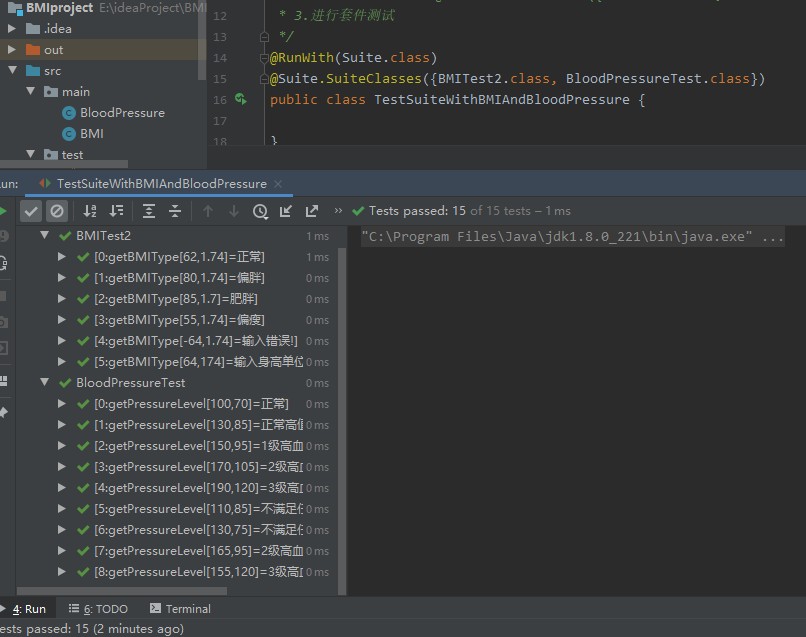 BMIproject E:\ideaProject\BMI
.idea
out
src
main
BloodPressure
BMI
test
12
13 * 3.进行套件测试
*/
14 @RunWith(Suite.class)
15 @Suite.SuiteClasses({BMITest2.class, BloodPressureTest.class})
16 public class TestSuiteWithBMIAndBloodPressure {
17
18 }
un: TestSuiteWithBMIAndBloodPressure ×
Tests passed: 15 of 15 tests – 1 ms
BMITest2 1 ms
[0:getBMIType[62,1.74]=正常] 1 ms
[1:getBMIType[80,1.74]=偏胖] 0 ms
[2:getBMIType[85,1.7]=肥胖] 0 ms
[3:getBMIType[55,1.74]=偏瘦] 0 ms
[4:getBMIType[-64,1.74]=输入错误!] 0 ms
[5:getBMIType[64,174]=输入身高单位 0 ms
BloodPressureTest 0 ms
[0:getPressureLevel[100,70]=正常] 0 ms
[1:getPressureLevel[130,85]=正常高值 0 ms
[2:getPressureLevel[150,95]=1级高血 0 ms
[3:getPressureLevel[170,105]=2级高 0 ms
[4:getPressureLevel[190,120]=3级高 0 ms
[5:getPressureLevel[110,85]=不满足 0 ms
[6:getPressureLevel[130,75]=不满足 0 ms
[7:getPressureLevel[165,95]=2级高血 0 ms
[8:getPressureLevel[155,120]=3级高 0 ms
"C:\Program Files\Java\jdk1.8.0_221\bin\java.exe" ...
4: Run 6: TODO Terminal
ests passed: 15 (2 minutes ago)